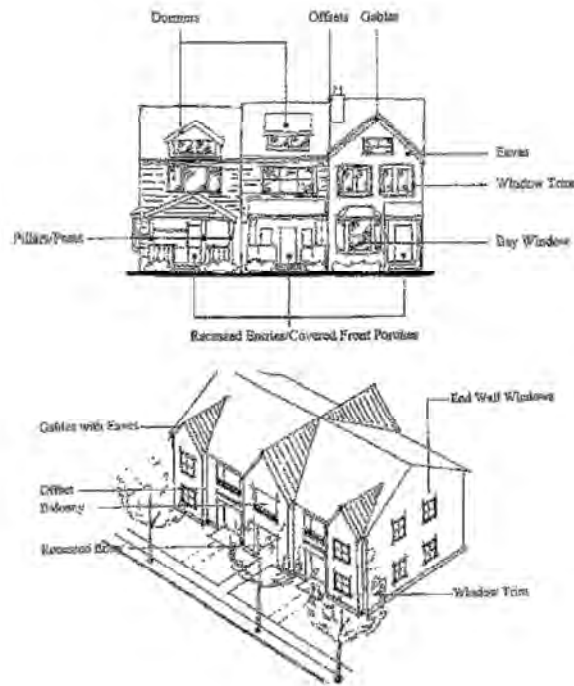 Dormers
Offsets
Gables
Eaves
Window Trim
Pillars/Posts
Bay Window
Recessed Entries/Covered Front Porches
End Wall Windows
Gables with Eaves
Offset
Balcony
Recessed
Window Trim